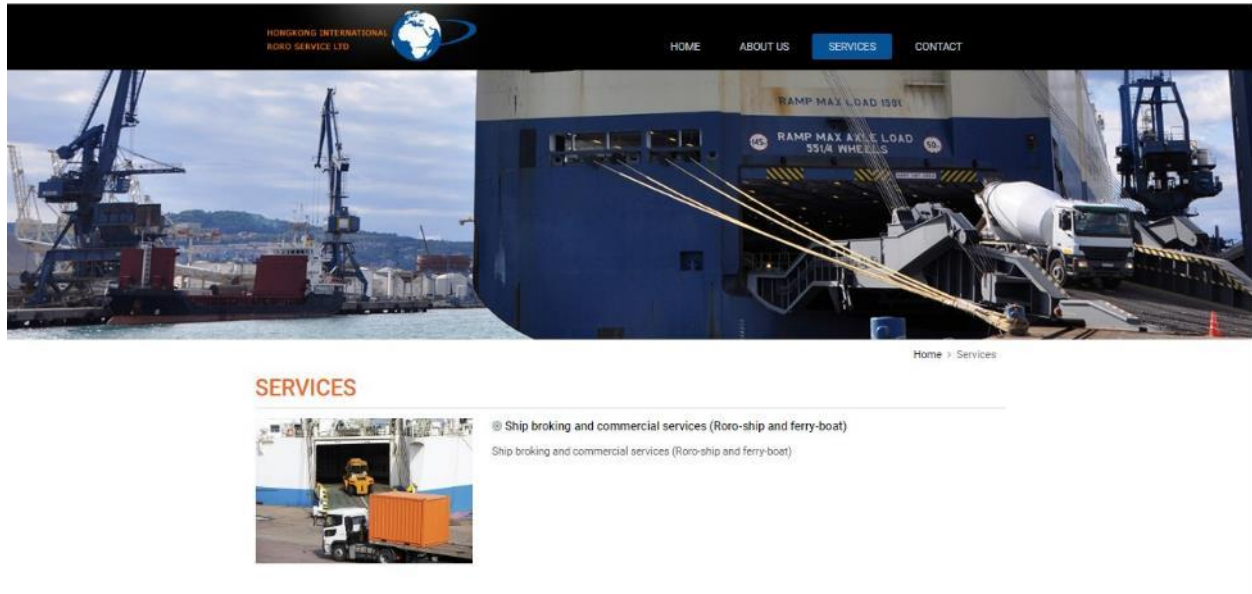 HONGKONG INTERNATIONAL
RORO SERVICE LTD
HOME ABOUT US SERVICES CONTACT
RAMP MAX LOAD 150t
RAMP MAX AXLE LOAD
55t/4 WHEELS
Home > Services
SERVICES
Ship broking and commercial services (Roro-ship and ferry-boat)
Ship broking and commercial services (Roro-ship and ferry-boat)